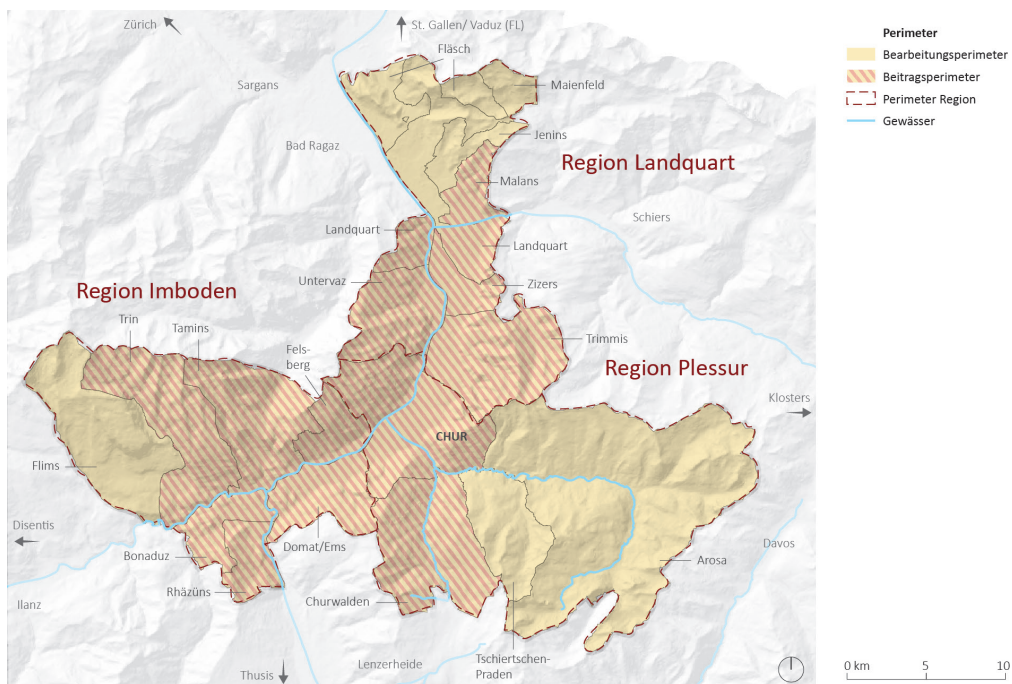 Zürich
St. Gallen/ Vaduz (FL)
Fläsch
Sargans
Maienfeld
Jenins
Bad Ragaz
Region Landquart
Malans
Schiers
Landquart
Landquart
Untervaz
Zizers
Region Imboden
Trin
Tamins
Fels-
berg
Trimmis
Region Plessur
Klosters
CHUR
Flims
Disentis
Bonaduz
Domat/Ems
Davos
Arosa
Rhäzüns
Churwalden
Ilanz
Tschiertschen-
Praden
Lenzerheide
Thusis
Perimeter
Bearbeitungsperimeter
Beitragsperimeter
Perimeter Region
Gewässer
0 km
5
10